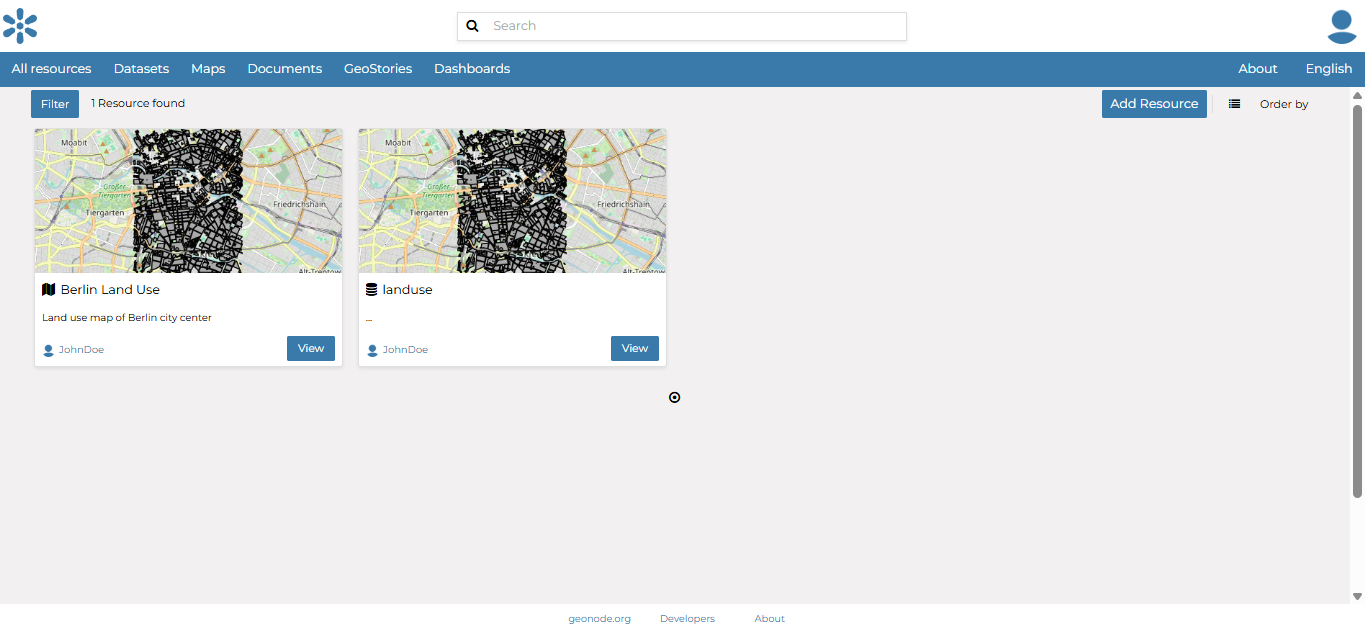 Search
All resources Datasets Maps Documents GeoStories Dashboards About English
Filter 1 Resource found Add Resource Order by
Moabit
Großer
Tiergarten
Tiergarten
Friedrichshain
Alt-Treptow
Berlin Land Use
Land use map of Berlin city center
JohnDoe View
Moabit
Großer
Tiergarten
Tiergarten
Friedrichshain
Alt-Treptow
landuse
...
JohnDoe View
geonode.org Developers About